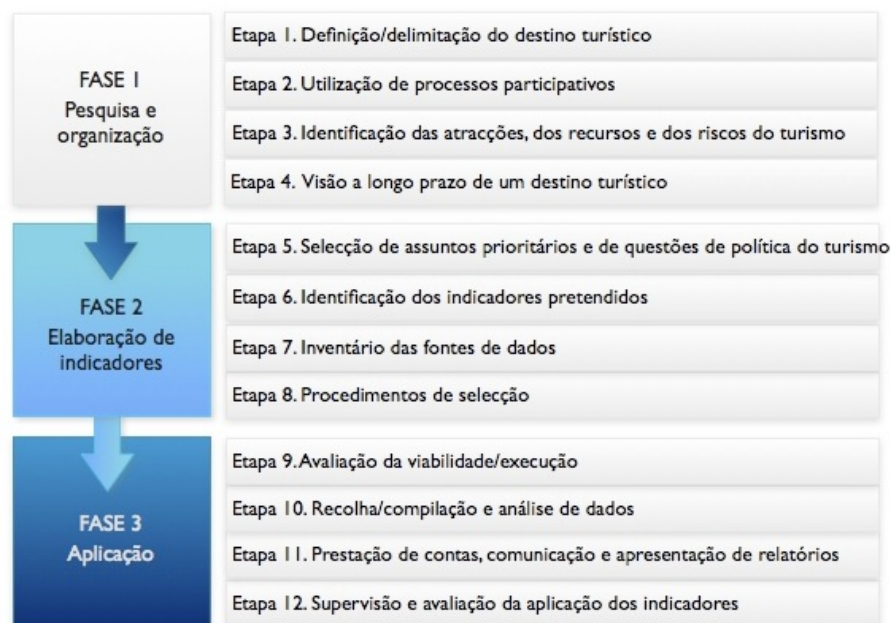 FASE 1
Pesquisa e
organização
Etapa 1. Definição/delimitação do destino turístico
Etapa 2. Utilização de processos participativos
Etapa 3. Identificação das atracções, dos recursos e dos riscos do turismo
Etapa 4. Visão a longo prazo de um destino turístico
FASE 2
Elaboração de
indicadores
Etapa 5. Selecção de assuntos prioritários e de questões de política do turismo
Etapa 6. Identificação dos indicadores pretendidos
Etapa 7. Inventário das fontes de dados
Etapa 8. Procedimentos de selecção
FASE 3
Aplicação
Etapa 9. Avaliação da viabilidade/execução
Etapa 10. Recolha/compilação e análise de dados
Etapa 11. Prestação de contas, comunicação e apresentação de relatórios
Etapa 12. Supervisão e avaliação da aplicação dos indicadores